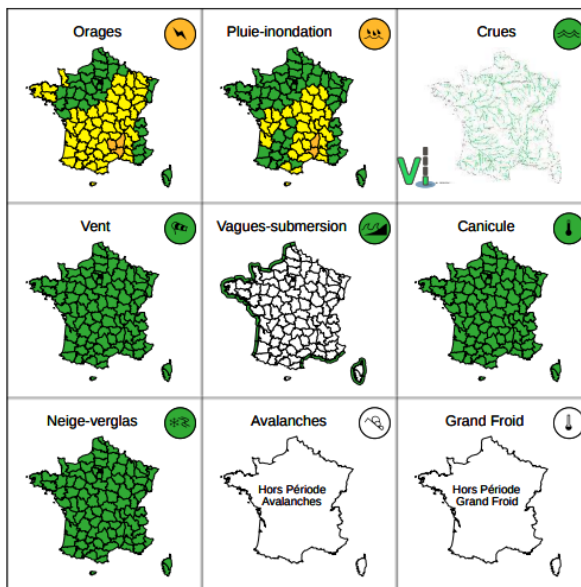 Orages
Pluie-inondation
Crues
Vi
Vent
Vagues-submersion
Canicule
Neige-verglas
Avalanches
Grand Froid
Hors Période
Avalanches
Hors Période
Grand Froid